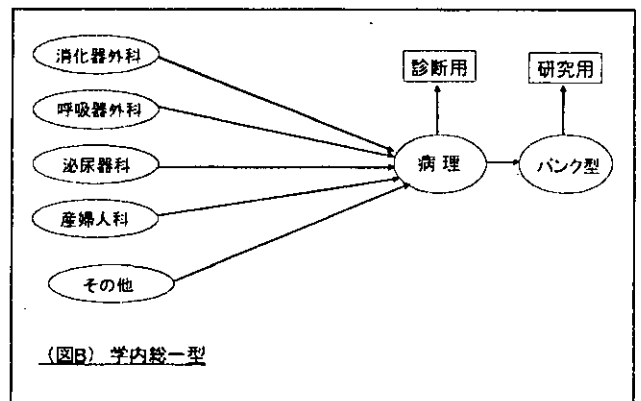 消化器外科
呼吸器外科
泌尿器科
産婦人科
その他
診断用
研究用
病理
バンク型
(図B) 学内総一型